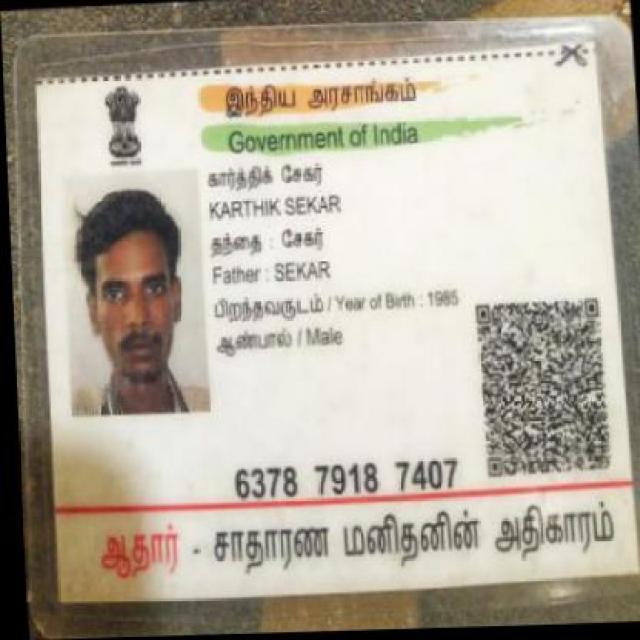 இந்திய அரசாங்கம்
Government of India
கார்த்திக் சேகர்
KARTHIK SEKAR
தந்தை : சேகர்
Father : SEKAR
பிறந்தவருடம் / Year of Birth : 1985
ஆண்பால் / Male
6378 7918 7407
ஆதார் - சாதாரண மனிதனின் அதிகாரம்